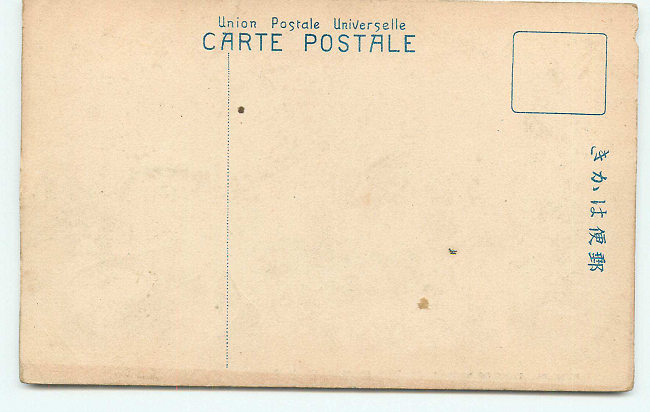 Union Postale Universelle
CARTE POSTALE
郵便はかき